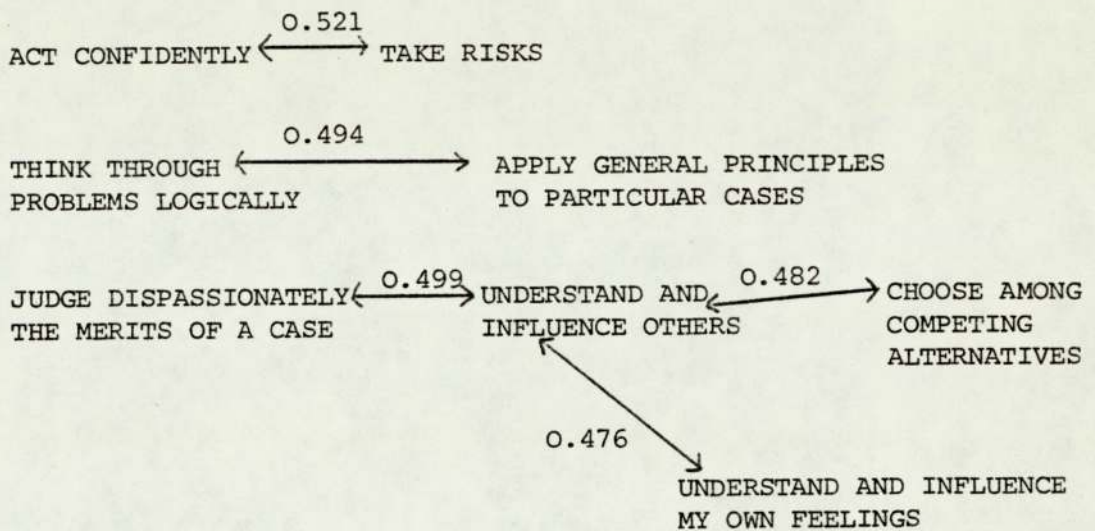 0.521
ACT CONFIDENTLY TAKE RISKS
0.494
THINK THROUGH APPLY GENERAL PRINCIPLES
PROBLEMS LOGICALLY TO PARTICULAR CASES
0.499 0.482
JUDGE DISPASSIONATELY UNDERSTAND AND CHOOSE AMONG
THE MERITS OF A CASE INFLUENCE OTHERS COMPETING
ALTERNATIVES
0.476
UNDERSTAND AND INFLUENCE
MY OWN FEELINGS